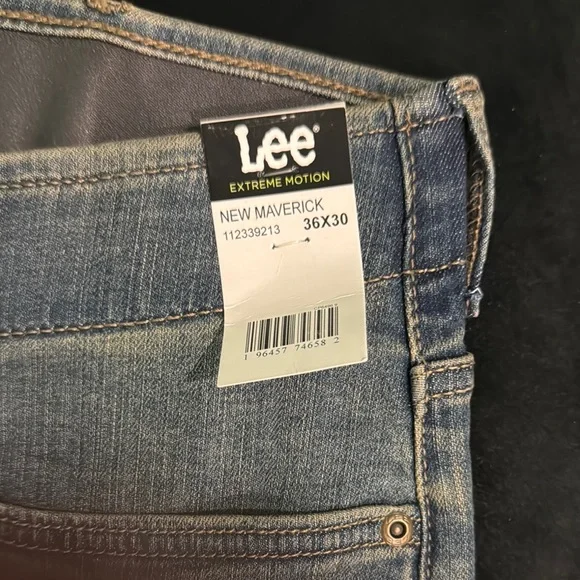 Lee®
EXTREME MOTION
NEW MAVERICK
112339213 36X30
1 96457 74658 2